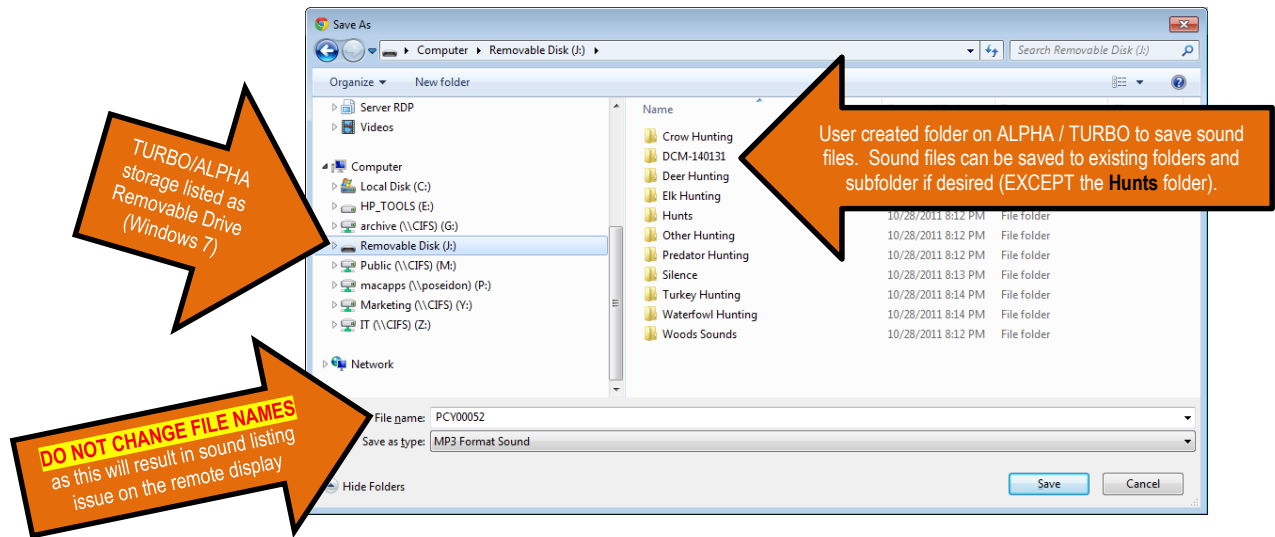 Save As
Computer ▸ Removable Disk (J:) ▸
Search Removable Disk (J:)
Organize
New folder
Server RDP
Videos
Computer
Local Disk (C:)
HP_TOOLS (E:)
archive (\\CIFS) (G:)
Removable Disk (J:)
Public (\\CIFS) (M:)
macapps (\\poseidon) (P:)
Marketing (\\CIFS) (Y:)
IT (\\CIFS) (Z:)
Network
Name
Crow Hunting
DCM-140131
Deer Hunting
Elk Hunting
Hunts 10/28/2011 8:12 PM File folder
Other Hunting 10/28/2011 8:12 PM File folder
Predator Hunting 10/28/2011 8:12 PM File folder
Silence 10/28/2011 8:13 PM File folder
Turkey Hunting 10/28/2011 8:14 PM File folder
Waterfowl Hunting 10/28/2011 8:14 PM File folder
Woods Sounds 10/28/2011 8:12 PM File folder
TURBO/ALPHA
storage listed as
Removable Drive
(Windows 7)
User created folder on ALPHA / TURBO to save sound
files. Sound files can be saved to existing folders and
subfolder if desired (EXCEPT the Hunts folder).
DO NOT CHANGE FILE NAMES
as this will result in sound listing
issue on the remote display
File name: PCY00052
Save as type: MP3 Format Sound
Hide Folders
Save
Cancel